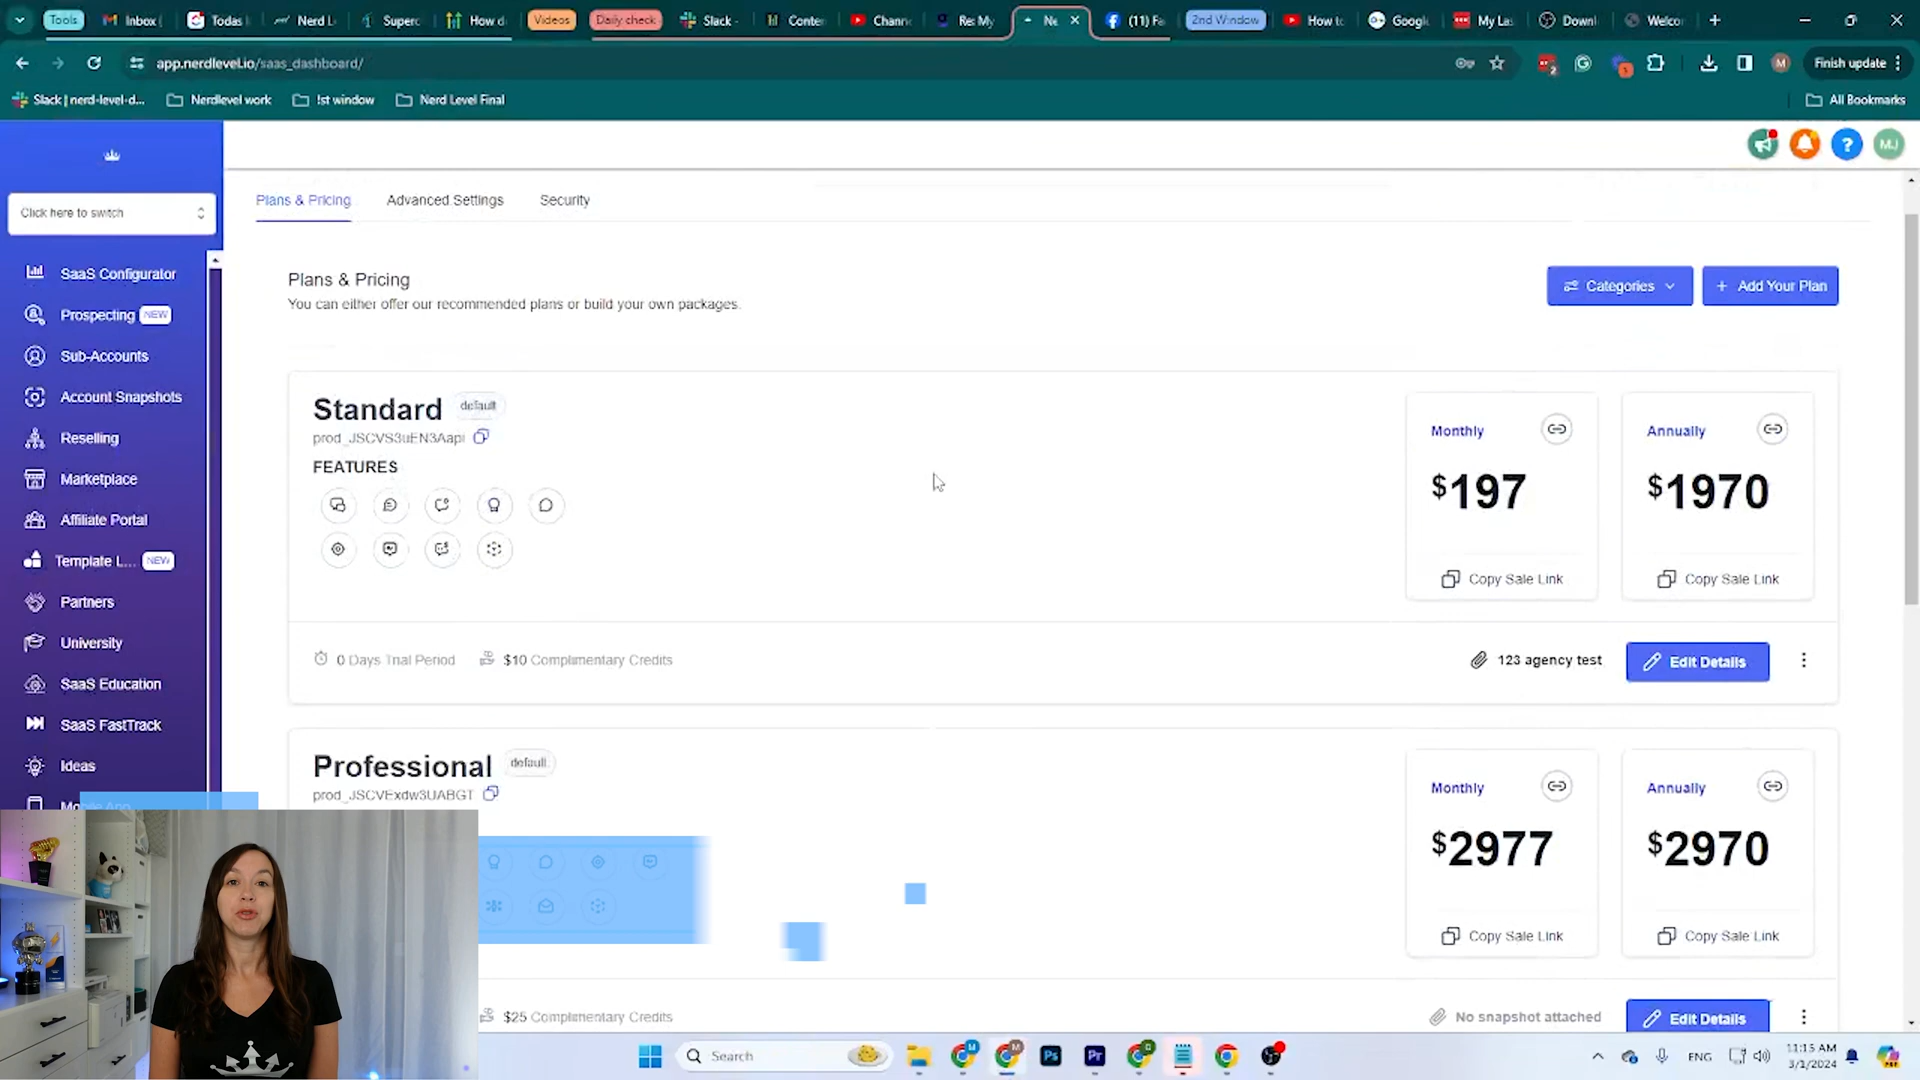 Tools
Inbox (
Todas
Nerd L
Superc
How d
Videos
Daily check
Slack -
Conter
Chann
Re: My
Ne
(11) Fa
2nd Window
How to
Googl
My Las
Downl
Welco
app.nerdlevel.io/saas_dashboard/
Finish update
Slack | nerd-level-d...
Nerdlevel work
!st window
Nerd Level Final
All Bookmarks
MJ
Click here to switch
Plans & Pricing
Advanced Settings
Security
SaaS Configurator
Prospecting NEW
Sub-Accounts
Account Snapshots
Reselling
Marketplace
Affiliate Portal
Template L... NEW
Partners
University
SaaS Education
SaaS FastTrack
Ideas
Plans & Pricing
You can either offer our recommended plans or build your own packages.
Categories
+ Add Your Plan
Standard default
prod_JSCVS3uEN3Aapi
FEATURES
Monthly
$197
Copy Sale Link
Annually
$1970
Copy Sale Link
0 Days Trial Period
$10 Complimentary Credits
123 agency test
Edit Details
Professional default
prod_JSCVExdw3UABGT
Monthly
$2977
Copy Sale Link
Annually
$2970
Copy Sale Link
$25 Complimentary Credits
No snapshot attached
Edit Details
Search
ENG
11:15 AM
3/1/2024